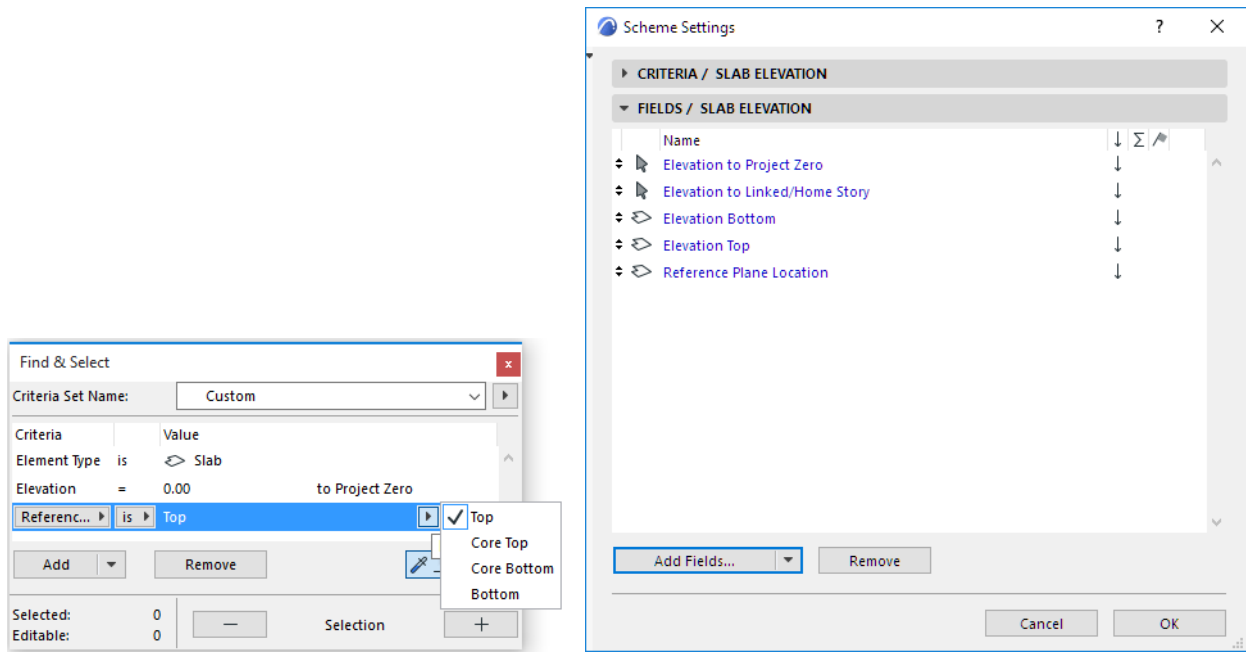 Find & Select
x
Criteria Set Name: Custom
Criteria Value
Element Type is Slab
Elevation = 0.00 to Project Zero
Referenc... is Top
Top
Core Top
Core Bottom
Bottom
Add Remove
Selected: 0
Editable: 0
— Selection +
Scheme Settings ?
CRITERIA / SLAB ELEVATION
FIELDS / SLAB ELEVATION
Name ↓ Σ
Elevation to Project Zero ↓
Elevation to Linked/Home Story ↓
Elevation Bottom ↓
Elevation Top ↓
Reference Plane Location ↓
Add Fields... Remove
Cancel OK